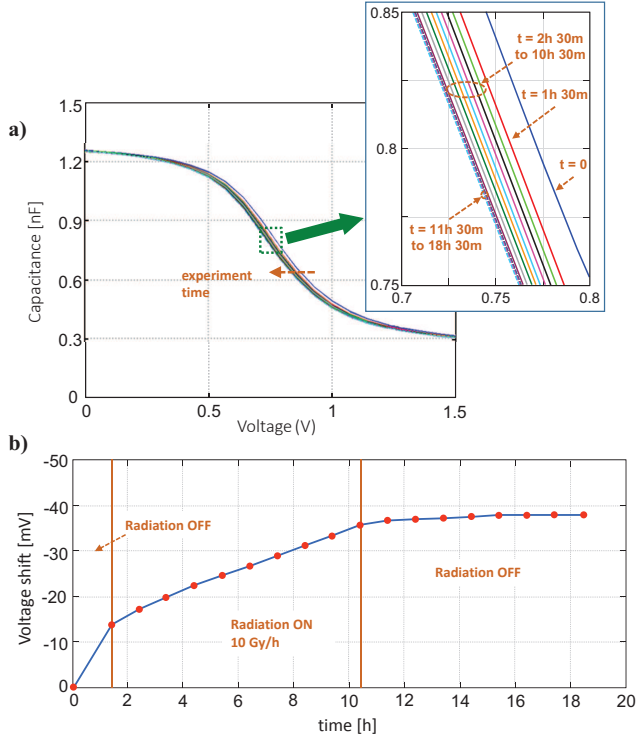 a)
Capacitance [nF]
1.5
1.2
0.9
0.6
0.3
0
0
0.5
1
1.5
Voltage (V)
experiment
time
0.85
0.8
0.75
0.7
0.75
0.8
t = 2h 30m
to 10h 30m
t = 1h 30m
t = 0
t = 11h 30m
to 18h 30m
b)
Voltage shift [mV]
-50
-40
-30
-20
-10
0
0
2
4
6
8
10
12
14
16
18
20
time [h]
Radiation OFF
Radiation ON
10 Gy/h
Radiation OFF